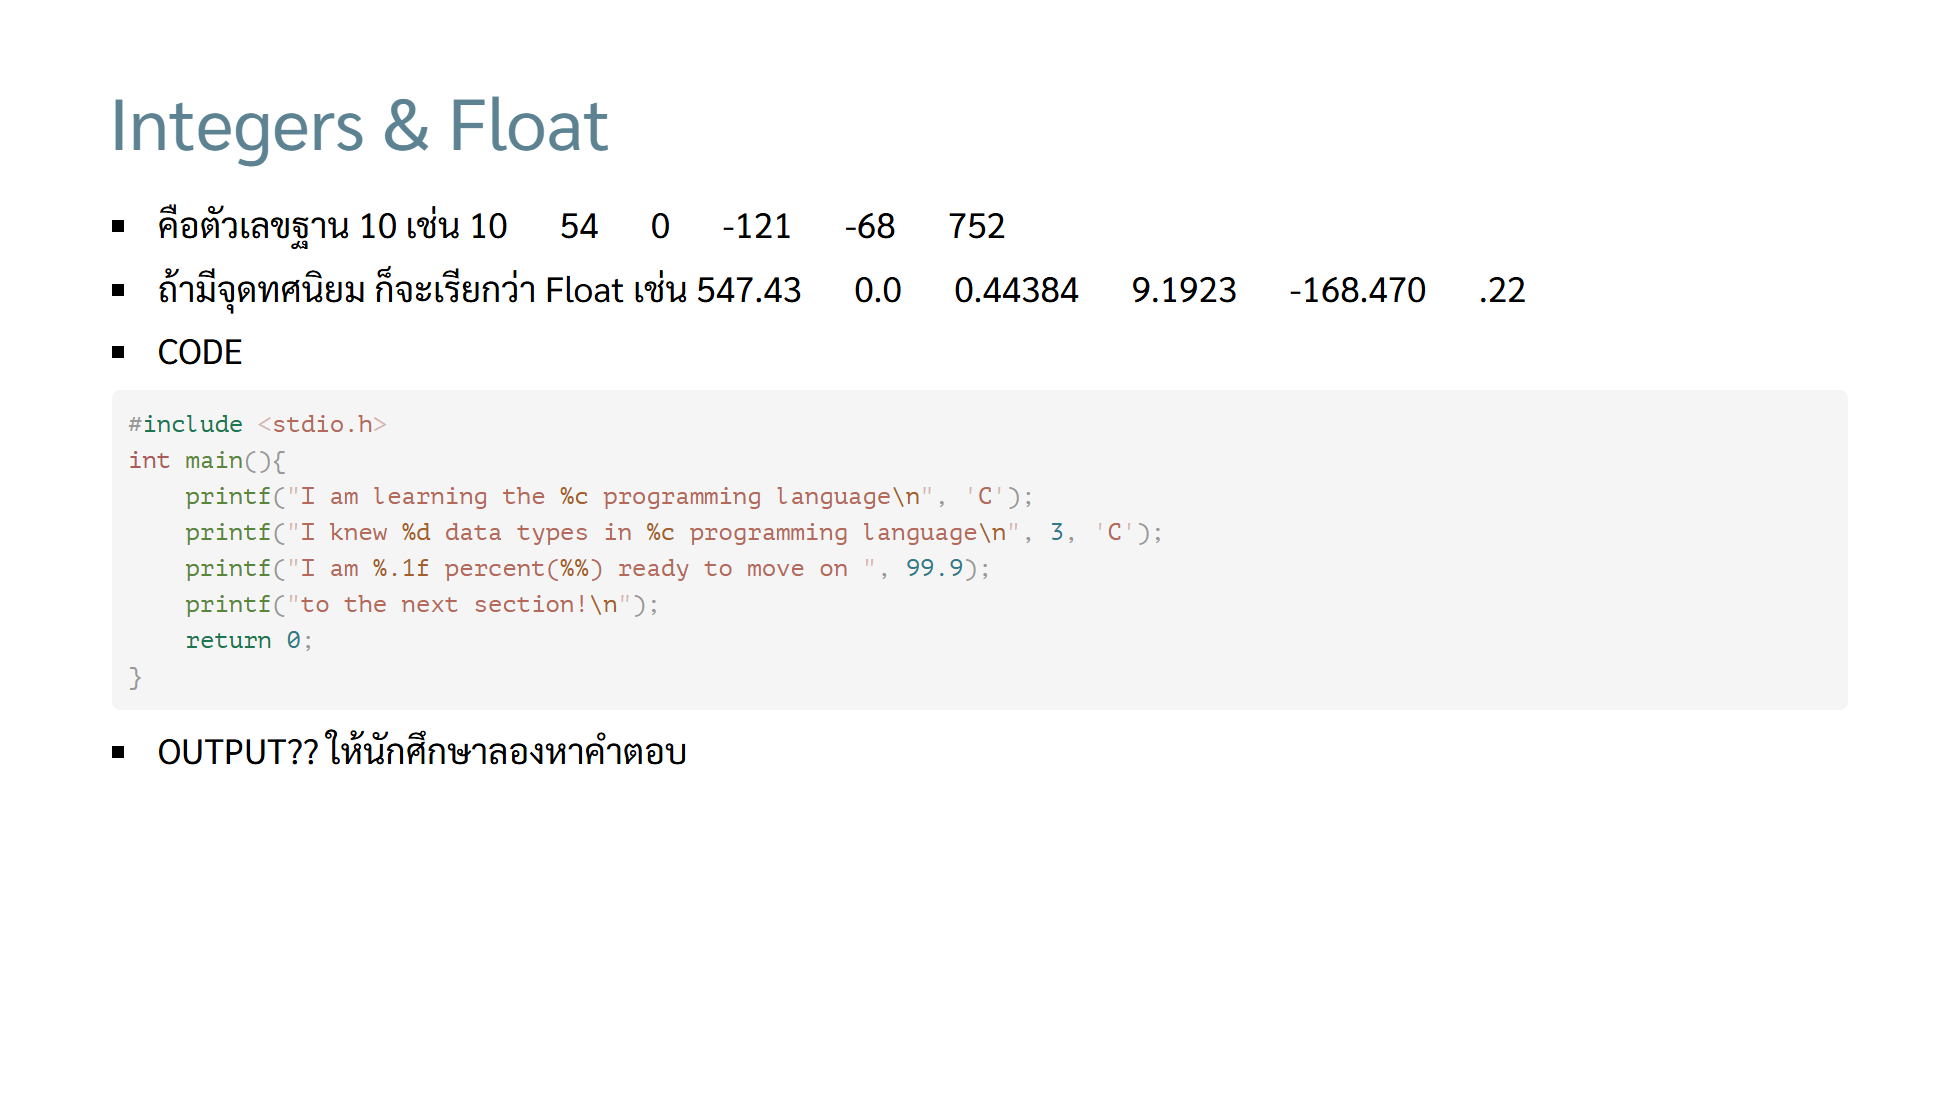 Integers & Float
▪ คือตัวเลขฐาน 10 เช่น 10 54 0 -121 -68 752
▪ ถ้ามีจุดทศนิยม ก็จะเรียกว่า Float เช่น 547.43 0.0 0.44384 9.1923 -168.470 .22
▪ CODE
#include <stdio.h>
int main(){
    printf("I am learning the %c programming language\n", 'C');
    printf("I knew %d data types in %c programming language\n", 3, 'C');
    printf("I am %.1f percent(%%) ready to move on ", 99.9);
    printf("to the next section!\n");
    return 0;
}
▪ OUTPUT?? ให้นักศึกษาลองหาคำตอบ